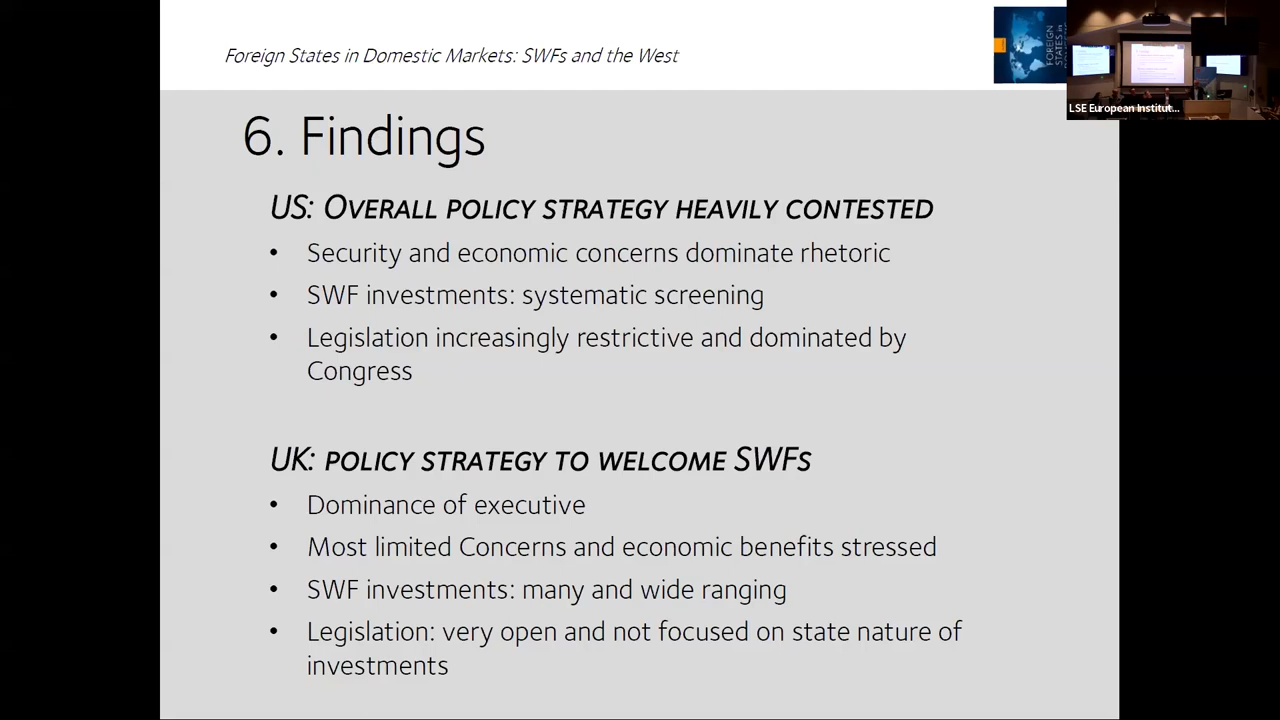 Foreign States in Domestic Markets: SWFs and the West
FOREIGN
STATES IN
LSE European Institut...
6. Findings
US: OVERALL POLICY STRATEGY HEAVILY CONTESTED
• Security and economic concerns dominate rhetoric
• SWF investments: systematic screening
• Legislation increasingly restrictive and dominated by
Congress
UK: POLICY STRATEGY TO WELCOME SWFS
• Dominance of executive
• Most limited Concerns and economic benefits stressed
• SWF investments: many and wide ranging
• Legislation: very open and not focused on state nature of
investments